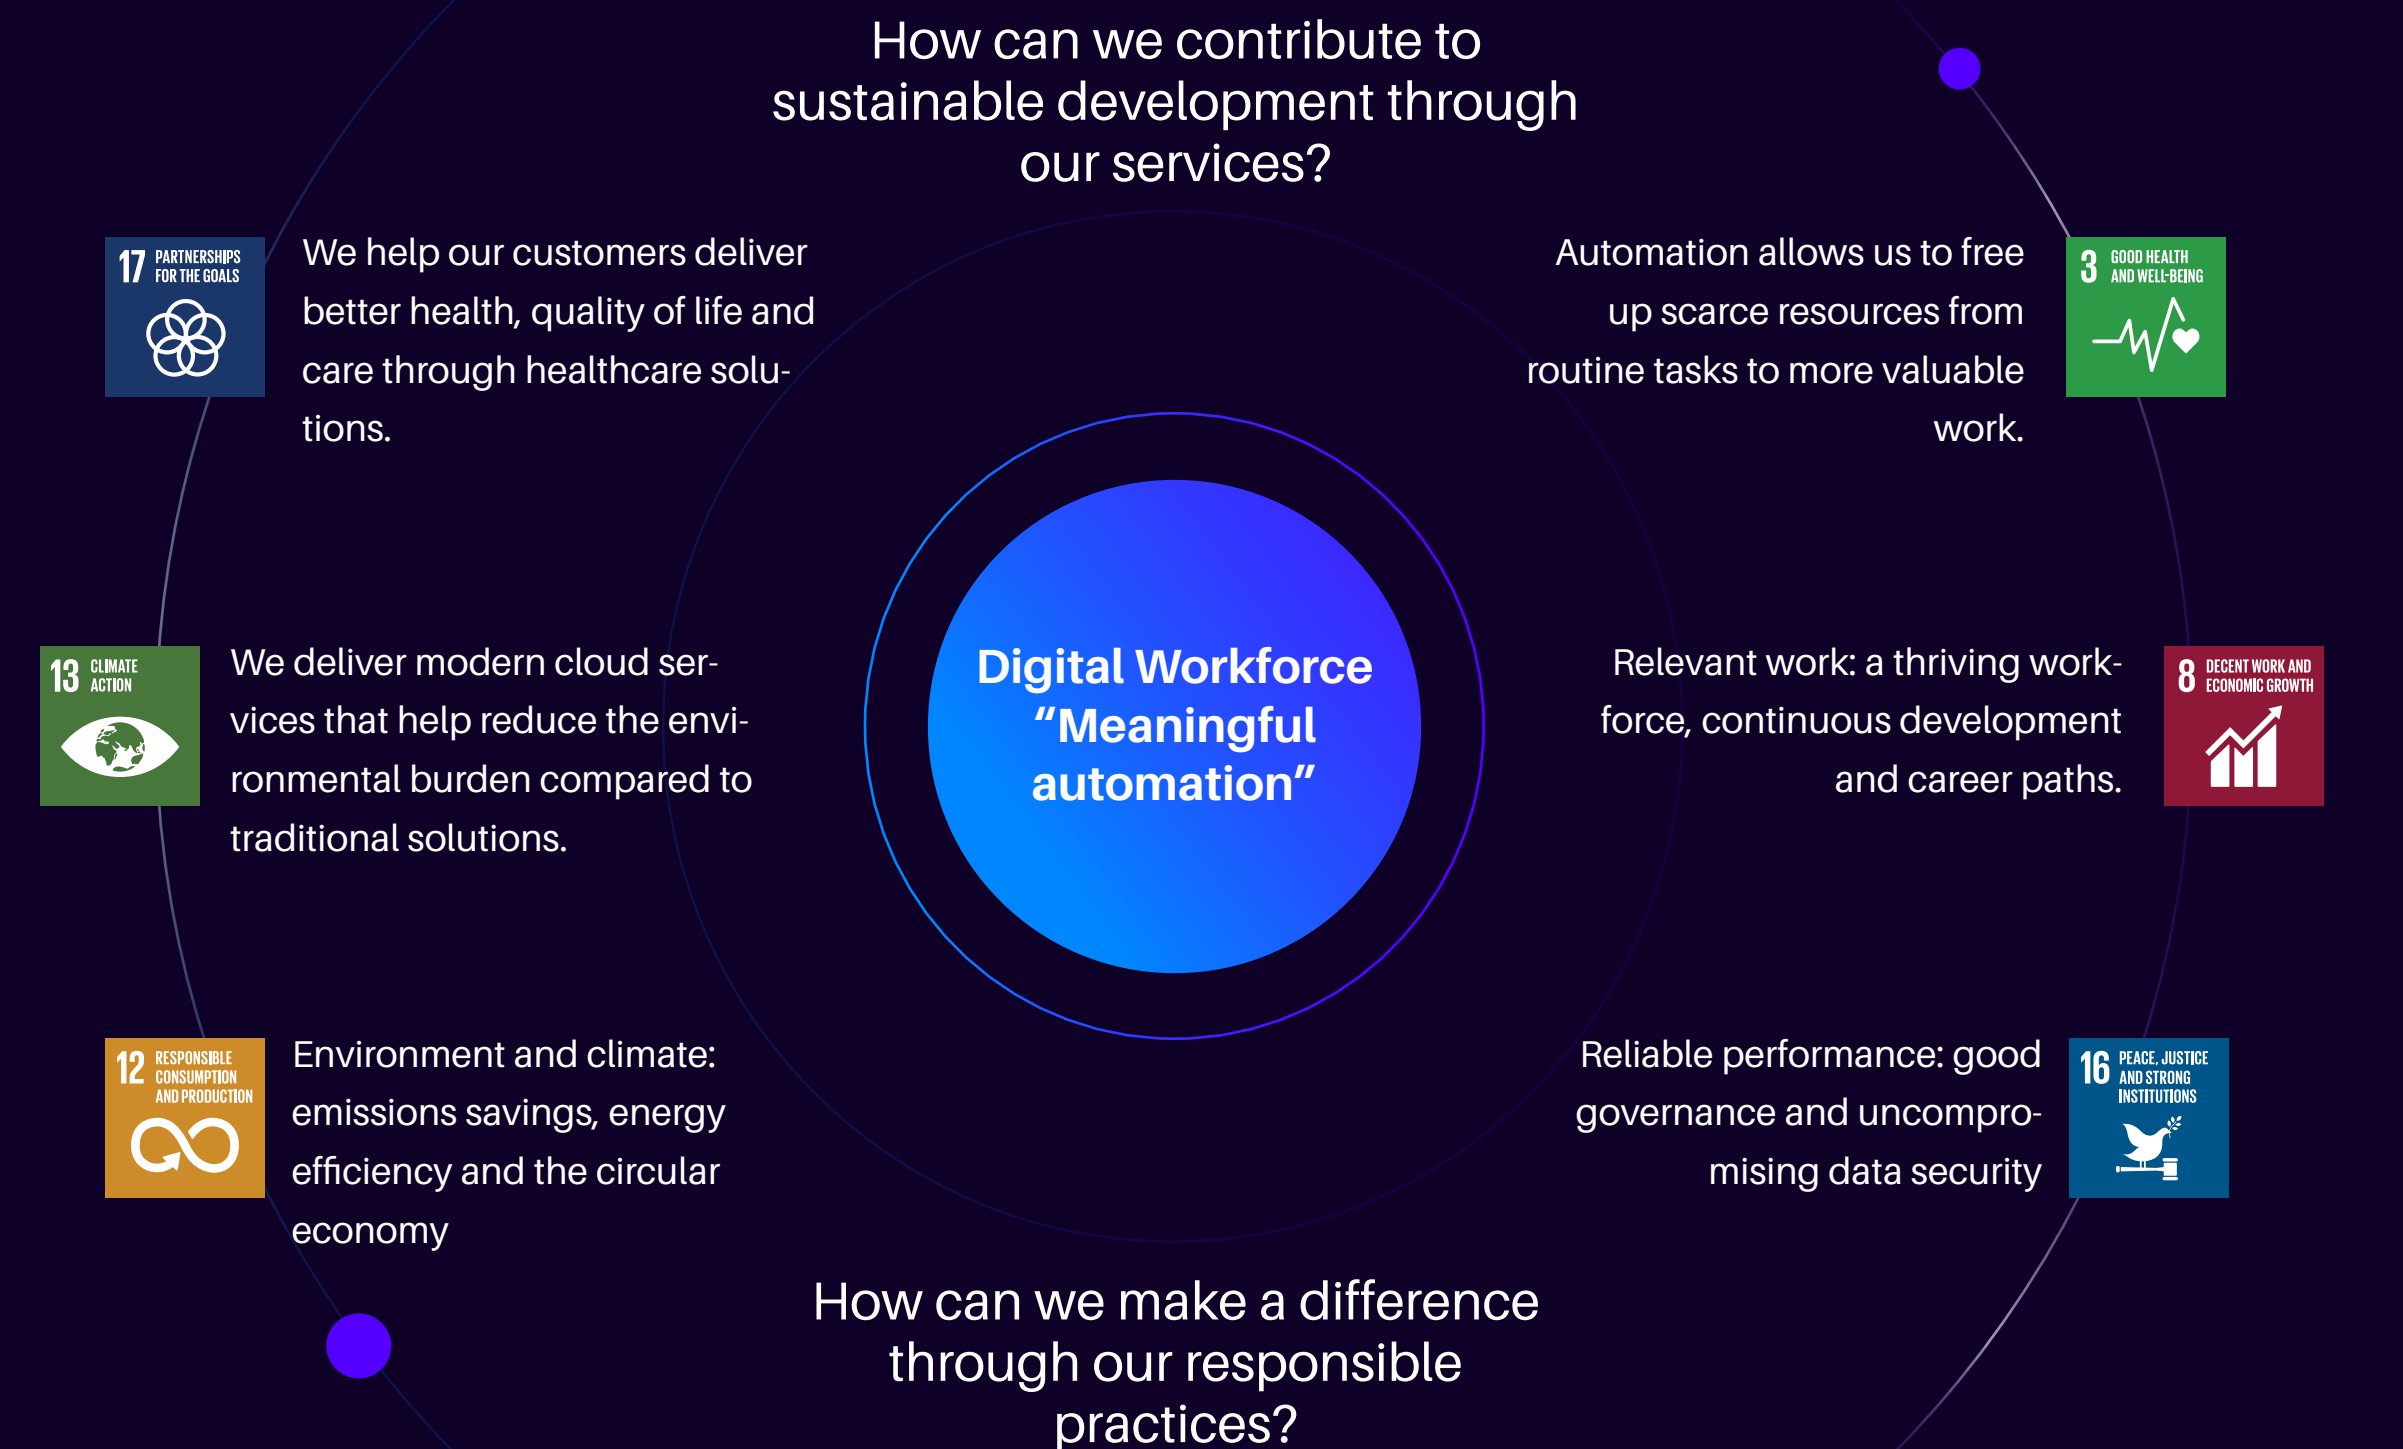 How can we contribute to
sustainable development through
our services?
17 PARTNERSHIPS
FOR THE GOALS
We help our customers deliver
better health, quality of life and
care through healthcare solu-
tions.
Automation allows us to free
up scarce resources from
routine tasks to more valuable
work.
3 GOOD HEALTH
AND WELL-BEING
13 CLIMATE
ACTION
We deliver modern cloud ser-
vices that help reduce the envi-
ronmental burden compared to
traditional solutions.
Digital Workforce
“Meaningful
automation”
Relevant work: a thriving work-
force, continuous development
and career paths.
8 DECENT WORK AND
ECONOMIC GROWTH
12 RESPONSIBLE
CONSUMPTION
AND PRODUCTION
Environment and climate:
emissions savings, energy
efficiency and the circular
economy
Reliable performance: good
governance and uncompro-
mising data security
16 PEACE, JUSTICE
AND STRONG
INSTITUTIONS
How can we make a difference
through our responsible
practices?